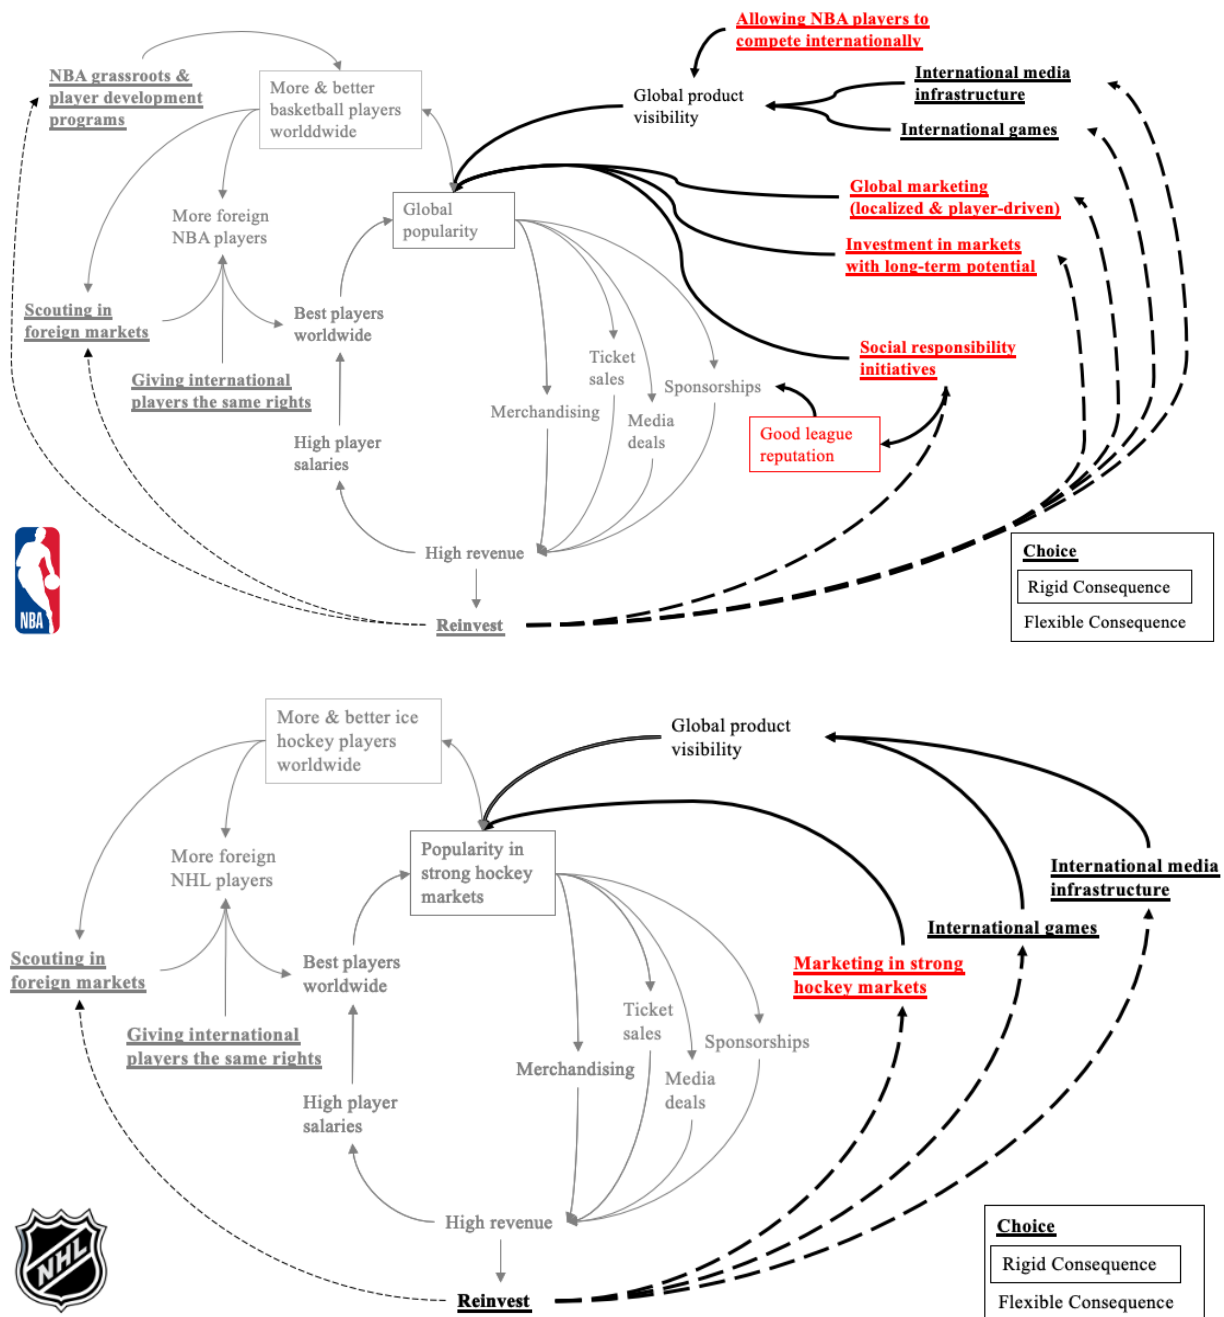 Allowing NBA players to
compete internationally
NBA grassroots &
player development
programs
More & better
basketball players
worlddwide
Global product
visibility
International media
infrastructure
International games
Global marketing
(localized & player-driven)
More foreign
NBA players
Global
popularity
Investment in markets
with long-term potential
Scouting in
foreign markets
Best players
worldwide
Giving international
players the same rights
Ticket
sales
Social responsibility
initiatives
Sponsorships
Merchandising
Media
deals
Good league
reputation
High player
salaries
High revenue
Reinvest
NBA
Choice
Rigid Consequence
Flexible Consequence
More & better ice
hockey players
worldwide
Global product
visibility
More foreign
NHL players
Popularity in
strong hockey
markets
International media
infrastructure
International games
Scouting in
foreign markets
Best players
worldwide
Marketing in strong
hockey markets
Giving international
players the same rights
Ticket
sales
Sponsorships
Merchandising
Media
deals
High player
salaries
High revenue
Reinvest
NHL
Choice
Rigid Consequence
Flexible Consequence